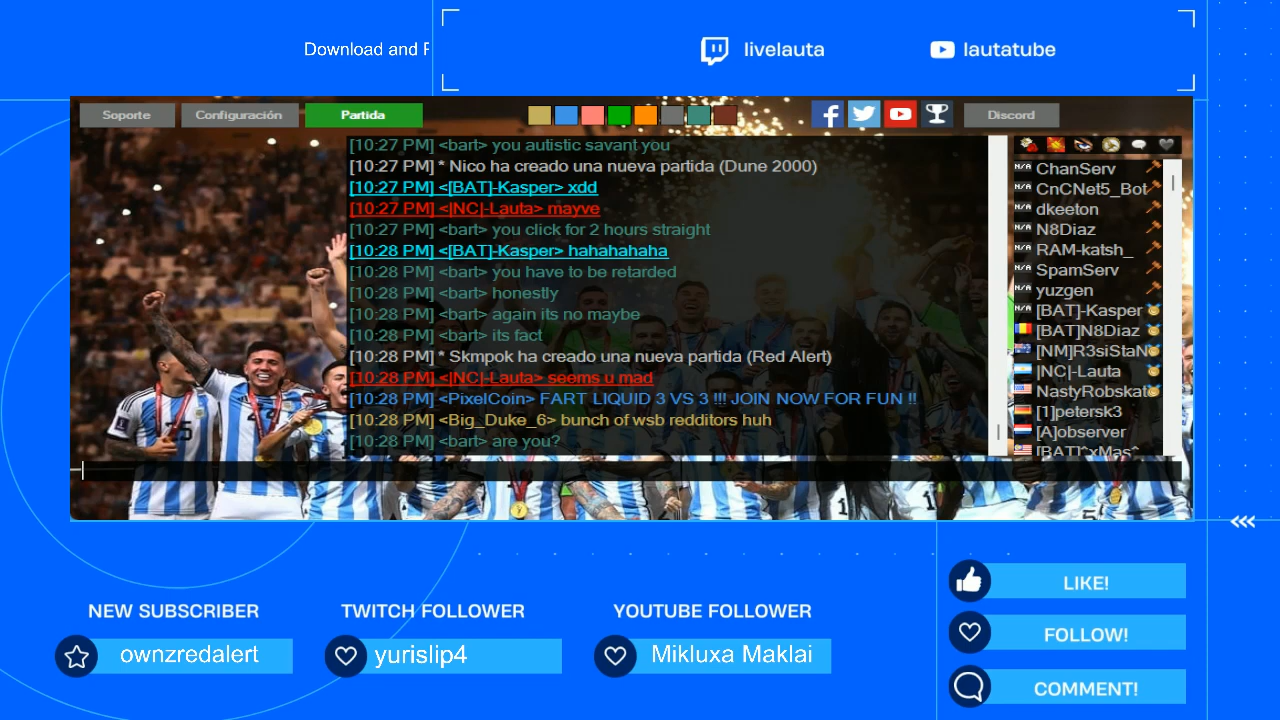 Download and
livelauta
lautatube
Soporte
Configuración
Partida
Discord
[10:27 PM] <bart> you autistic savant you
[10:27 PM] * Nico ha creado una nueva partida (Dune 2000)
[10:27 PM] <[BAT]-Kasper> xdd
[10:27 PM] <|NC|-Lauta> mayve
[10:27 PM] <bart> you click for 2 hours straight
[10:28 PM] <[BAT]-Kasper> hahahahaha
[10:28 PM] <bart> you have to be retarded
[10:28 PM] <bart> honestly
[10:28 PM] <bart> again its no maybe
[10:28 PM] <bart> its fact
[10:28 PM] * Skmpok ha creado una nueva partida (Red Alert)
[10:28 PM] <|NC|-Lauta> seems u mad
[10:28 PM] <PixelCoin> FART LIQUID 3 VS 3 !!! JOIN NOW FOR FUN !!
[10:28 PM] <Big_Duke_6> bunch of wsb redditors huh
[10:28 PM] <bart> are you?
N/A ChanServ
N/A CnCNet5_Bot
N/A dkeeton
N/A N8Diaz
N/A RAM-katsh_
N/A SpamServ
N/A yuzgen
N/A [BAT]-Kasper
[BAT]N8Diaz
[NM]R3siStaN
|NC|-Lauta
NastyRobskat
[1]petersk3
[A]observer
[BAT]^xMas^
NEW SUBSCRIBER
ownzredalert
TWITCH FOLLOWER
yurislip4
YOUTUBE FOLLOWER
Mikluxa Maklai
LIKE!
FOLLOW!
COMMENT!